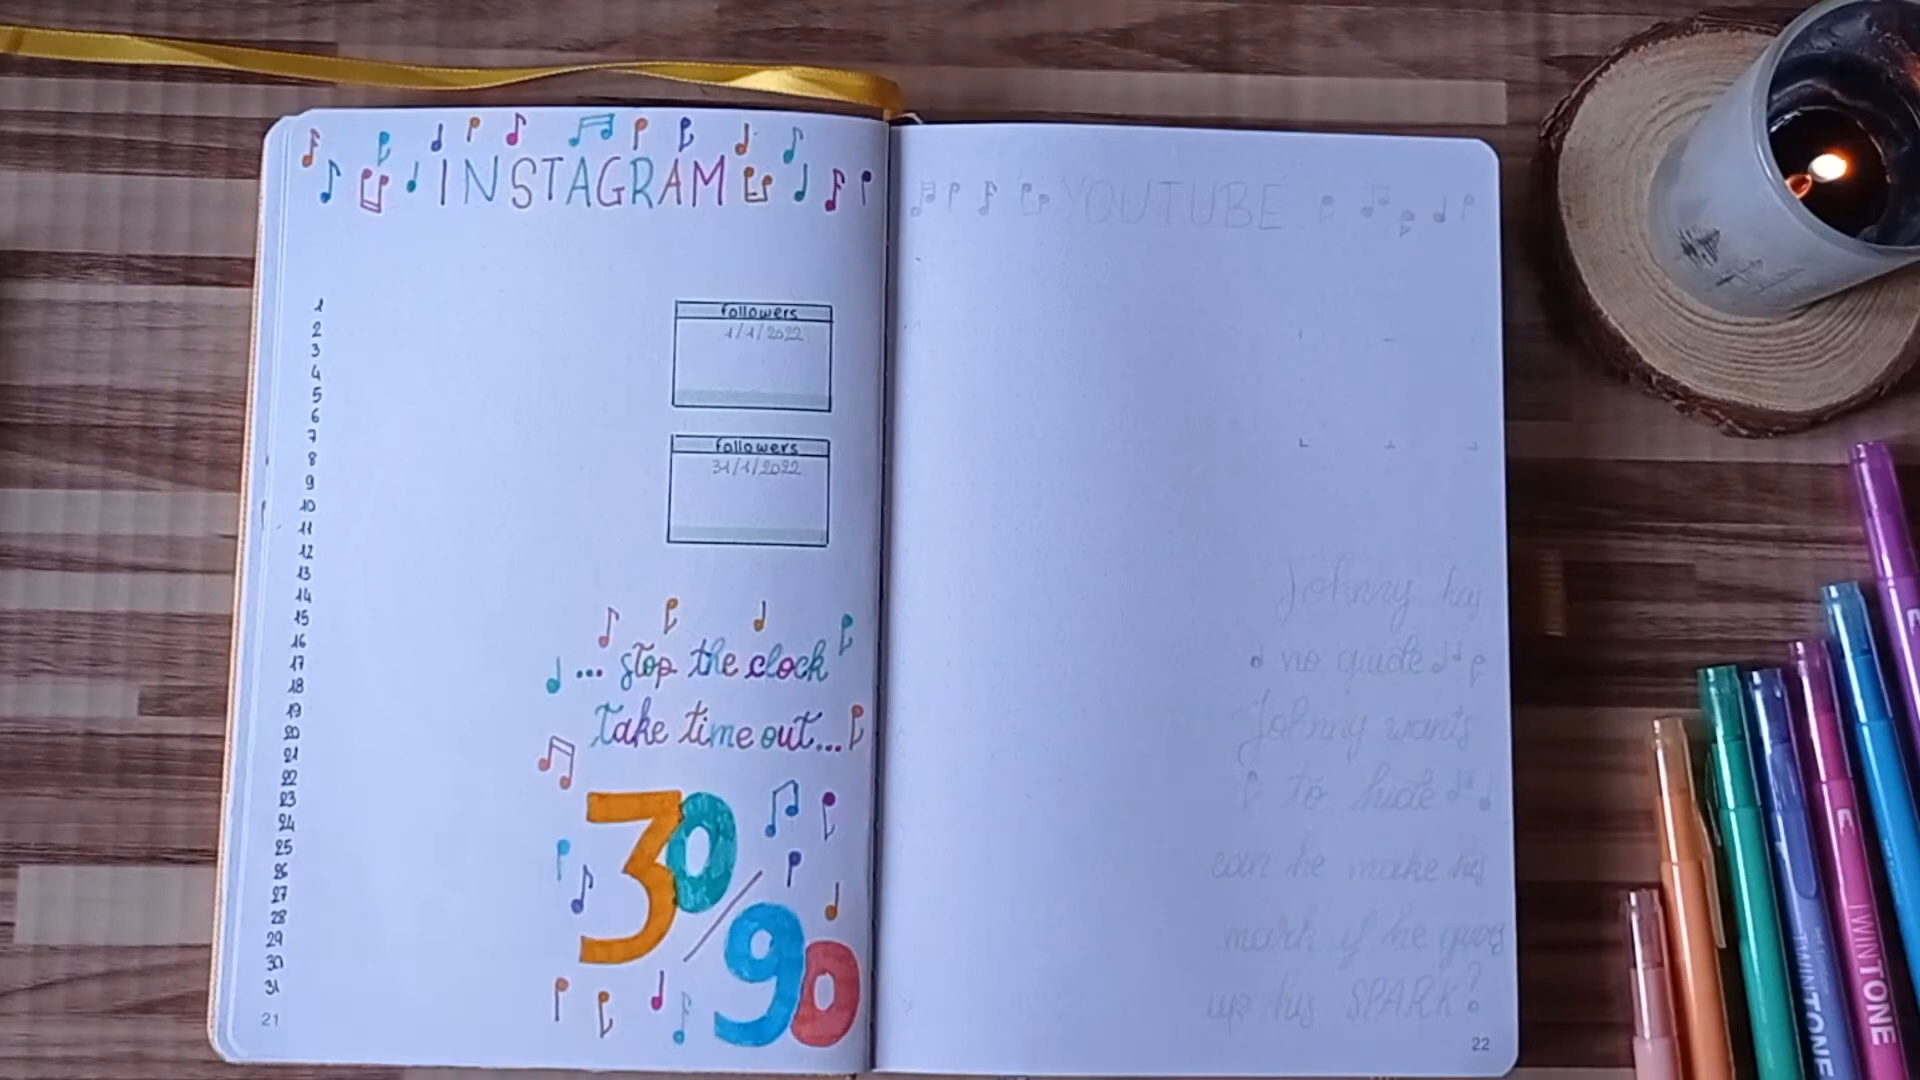 INSTAGRAM
1
2
3
4
5
6
7
8
9
10
11
12
13
14
15
16
17
18
19
20
21
22
23
24
25
26
27
28
29
30
31
followers
1/1/2022
followers
31/1/2022
... stop the clock
take time out...
30/90
21
YOUTUBE
Johnny has
no guide
Johnny wants
to hide
can he make his
mark if he gives
up his SPARK?
22
TWINTONE
TWINTONE